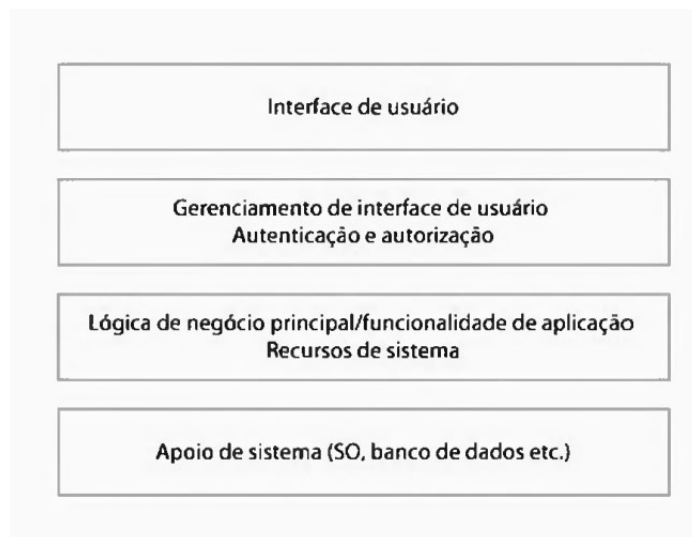 Interface de usuário
Gerenciamento de interface de usuário
Autenticação e autorização
Lógica de negócio principal/funcionalidade de aplicação
Recursos de sistema
Apoio de sistema (SO, banco de dados etc.)